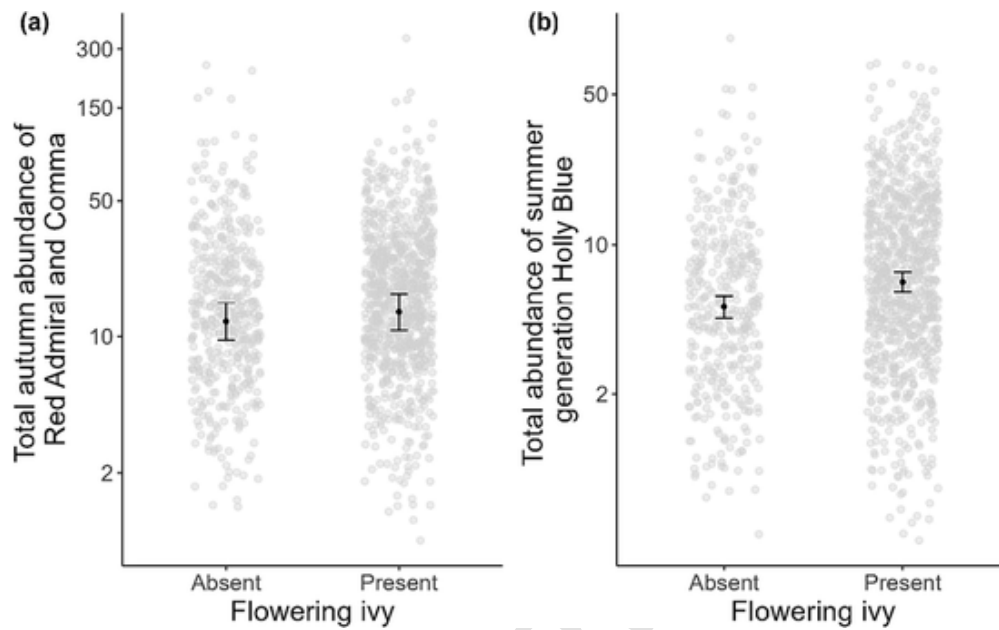 (a)
Total autumn abundance of
Red Admiral and Comma
300
150
50
10
2
Absent
Present
Flowering ivy
(b)
Total abundance of summer
generation Holly Blue
50
10
2
Absent
Present
Flowering ivy